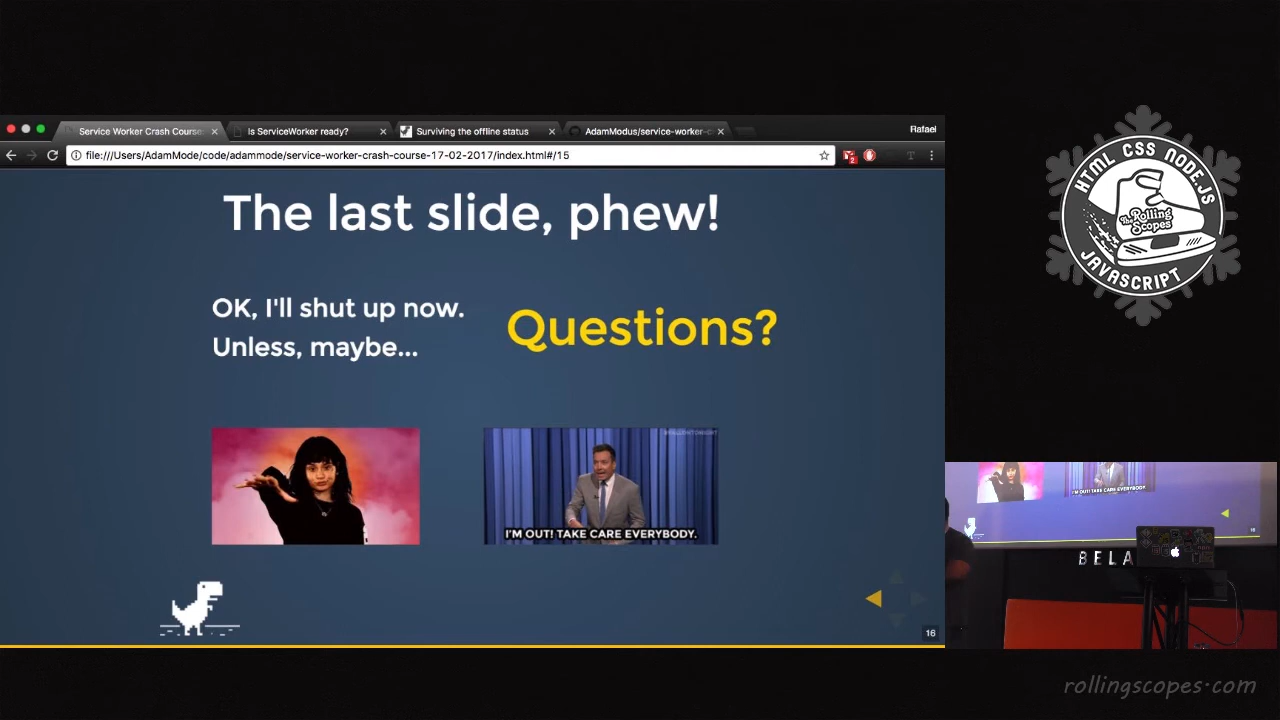 Service Worker Crash Course
Is ServiceWorker ready?
Surviving the offline status
AdamModus/service-worker-c
Rafael
file:///Users/AdamMode/code/adammode/service-worker-crash-course-17-02-2017/index.html#/15
2
The last slide, phew!
OK, I'll shut up now.
Unless, maybe...
Questions?
I'M OUT! TAKE CARE EVERYBODY.
16
HTML CSS NODE.JS
The Rolling
Scopes
JAVASCRIPT
I'M OUT! TAKE CARE EVERYBODY.
BELA
rollingscopes.com